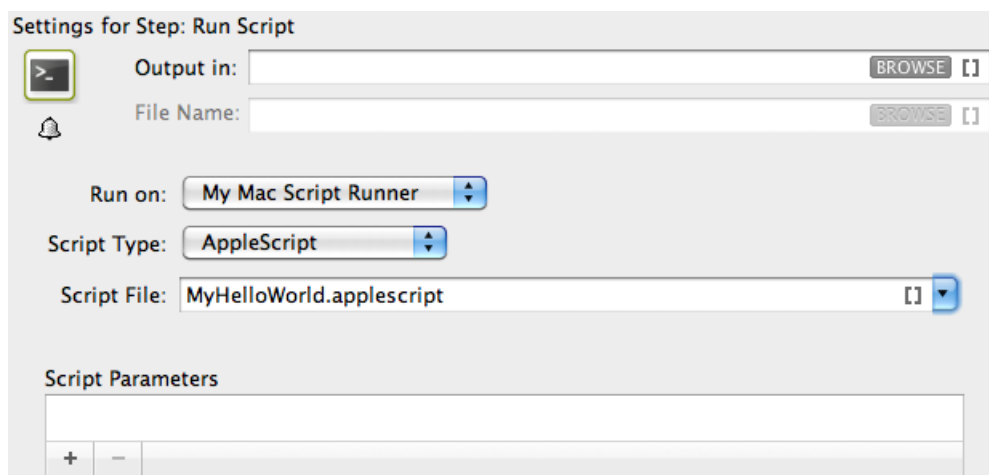 Settings for Step: Run Script
Output in: BROWSE []
File Name: BROWSE []
Run on: My Mac Script Runner
Script Type: AppleScript
Script File: MyHelloWorld.applescript []
Script Parameters
+ −